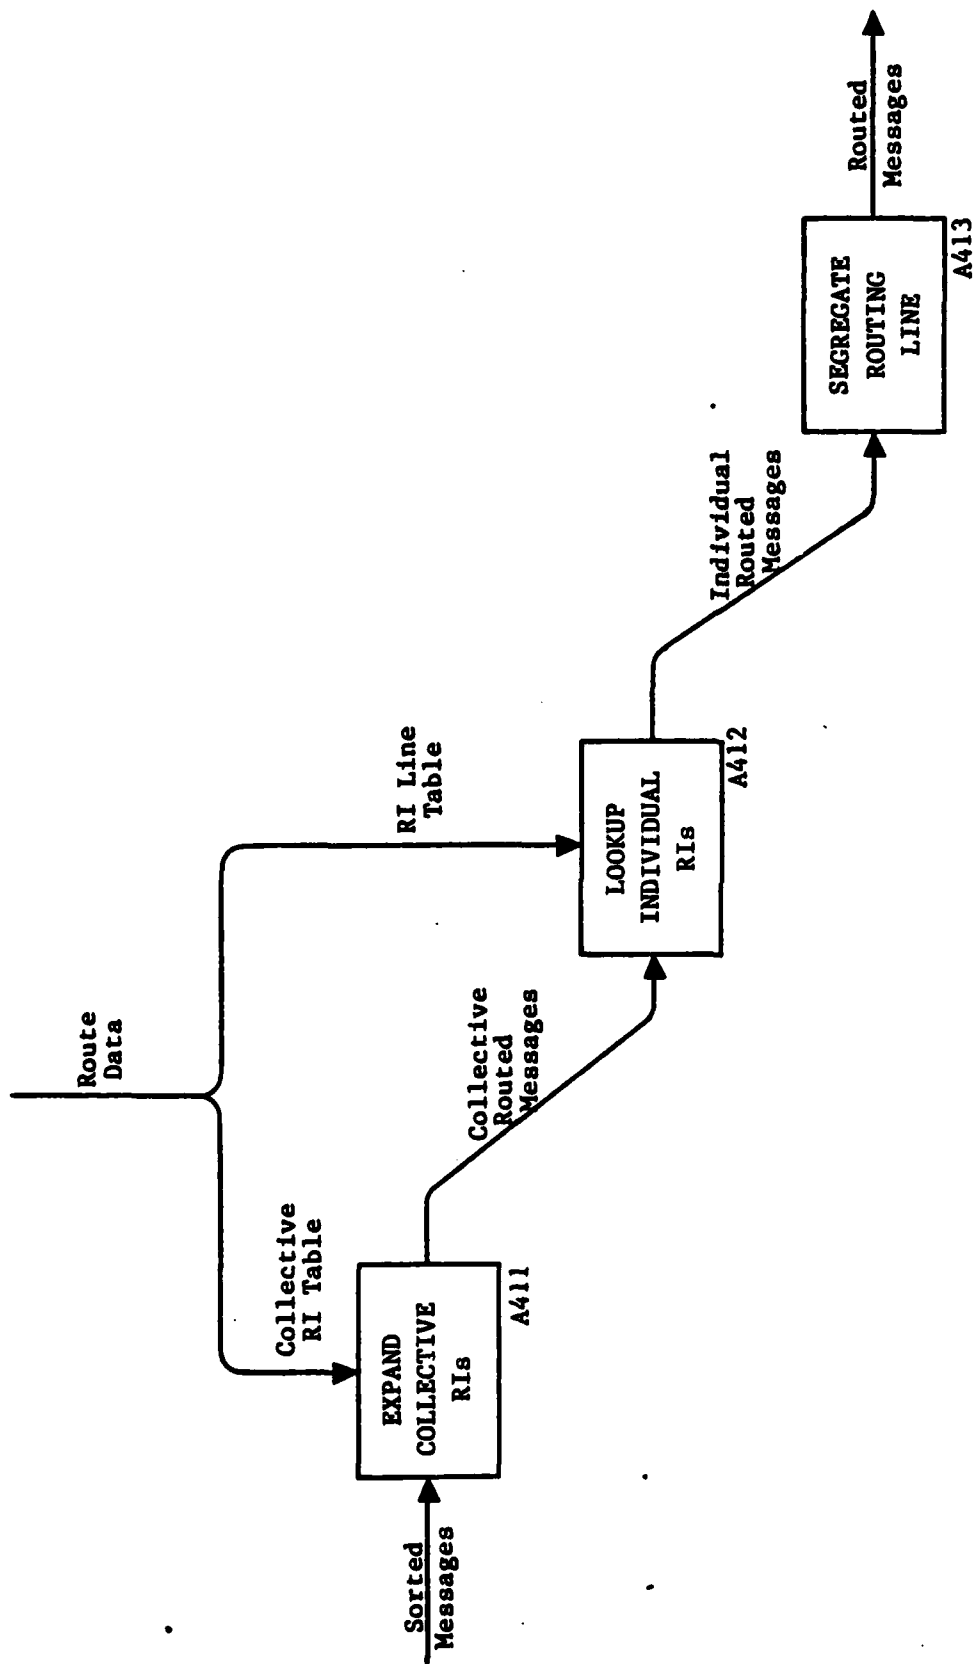 Route
Data
Collective
RI Table
RI Line
Table
Sorted
Messages
EXPAND
COLLECTIVE
RIs
A411
Collective
Routed
Messages
LOOKUP
INDIVIDUAL
RIs
A412
Individual
Routed
Messages
SEGREGATE
ROUTING
LINE
A413
Routed
Messages